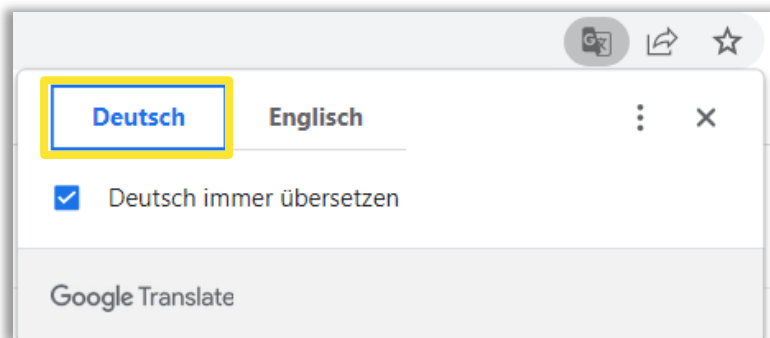 Deutsch Englisch
Deutsch immer übersetzen
Google Translate